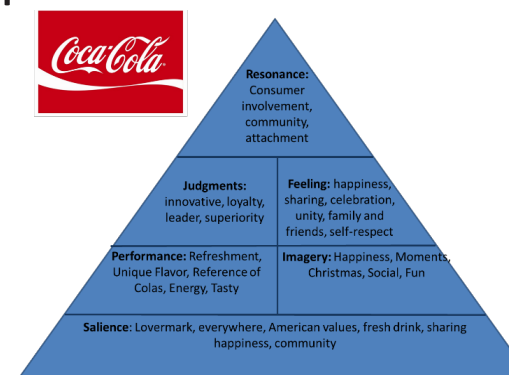 Coca-Cola
Resonance:
Consumer
involvement,
community,
attachment
Judgments:
innovative, loyalty,
leader, superiority
Feeling: happiness,
sharing, celebration,
unity, family and
friends, self-respect
Performance: Refreshment,
Unique Flavor, Reference of
Colas, Energy, Tasty
Imagery: Happiness, Moments,
Christmas, Social, Fun
Salience: Lovermark, everywhere, American values, fresh drink, sharing
happiness, community